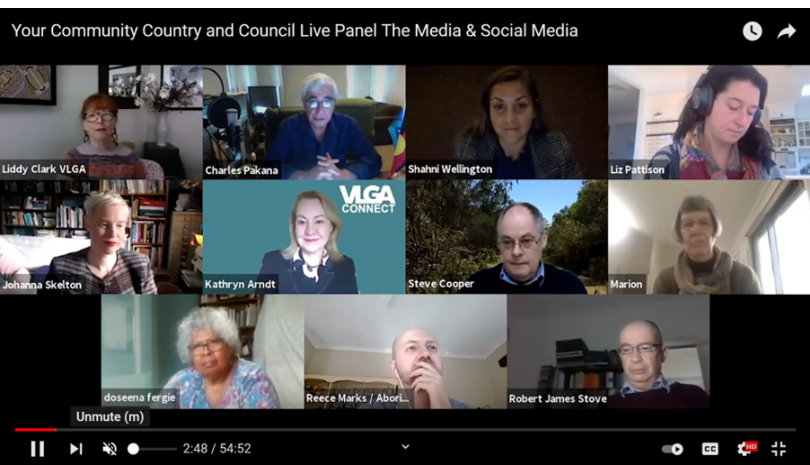 Your Community Country and Council Live Panel The Media & Social Media
Liddy Clark VLGA
Charles Pakana
Shahni Wellington
Liz Pattison
VLGA
CONNECT
Johanna Skelton
Kathryn Arndt
Steve Cooper
Marion
doseena fergie
Reece Marks / Abori...
Robert James Stove
Unmute (m)
2:48 / 54:52
CC
HD